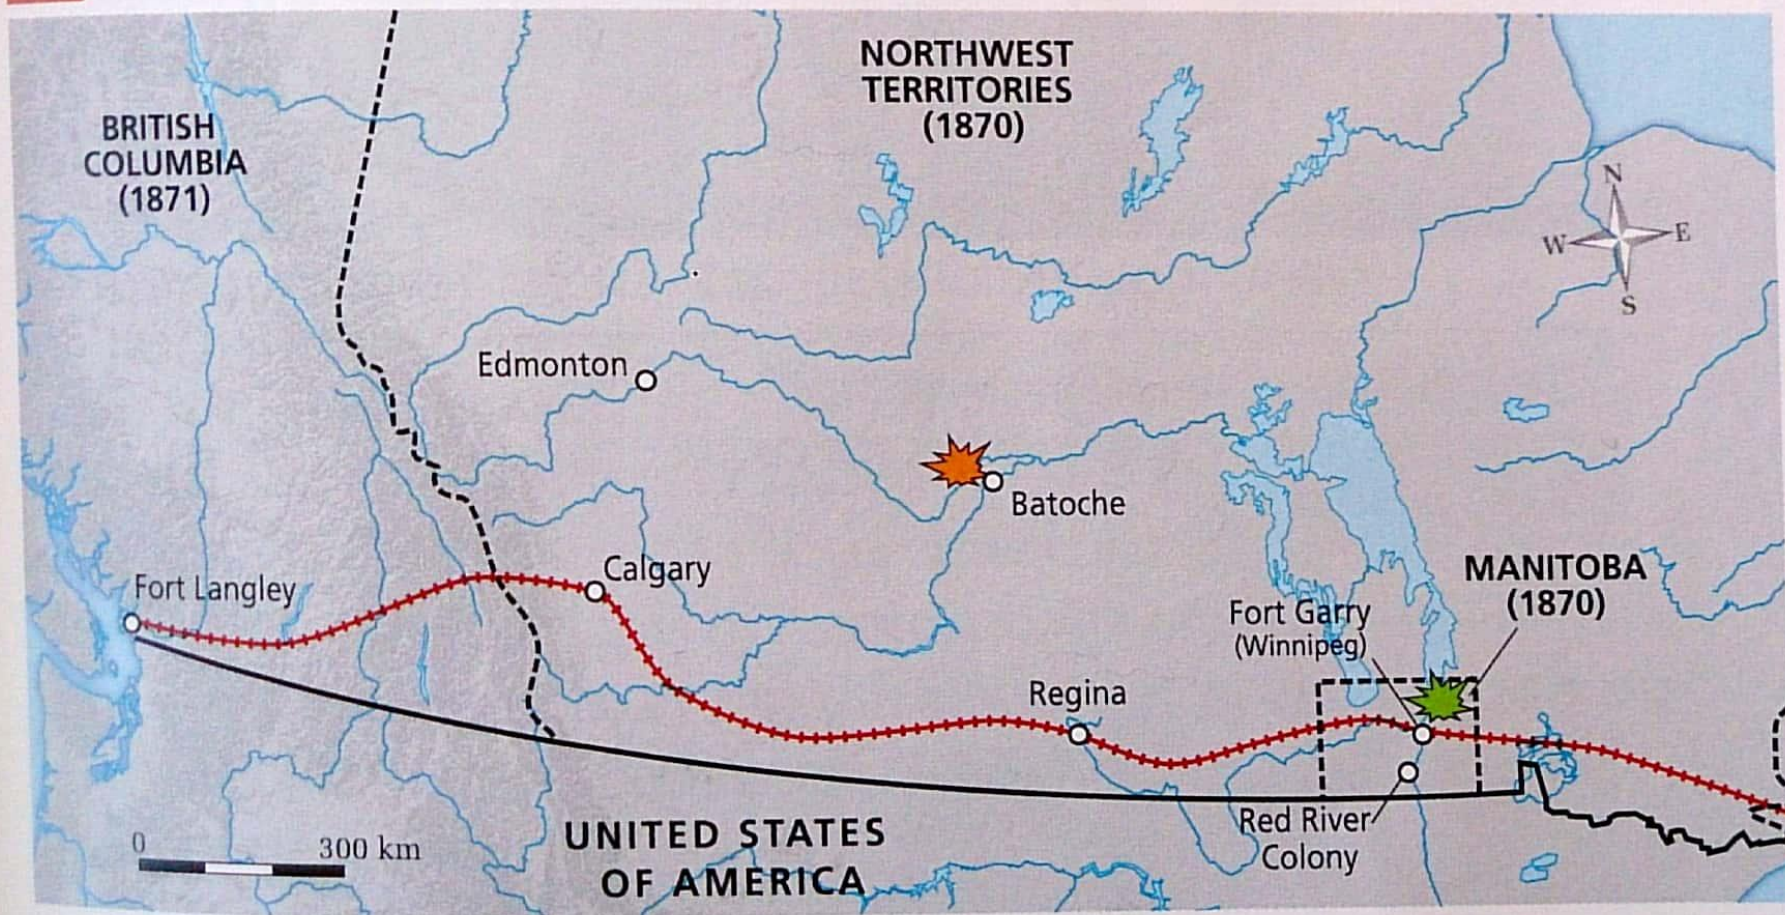 NORTHWEST
TERRITORIES
(1870)
BRITISH
COLUMBIA
(1871)
N
W
E
S
Edmonton
Batoche
Calgary
MANITOBA
(1870)
Fort Langley
Fort Garry
(Winnipeg)
Regina
Red River
Colony
UNITED STATES
OF AMERICA
0
300 km